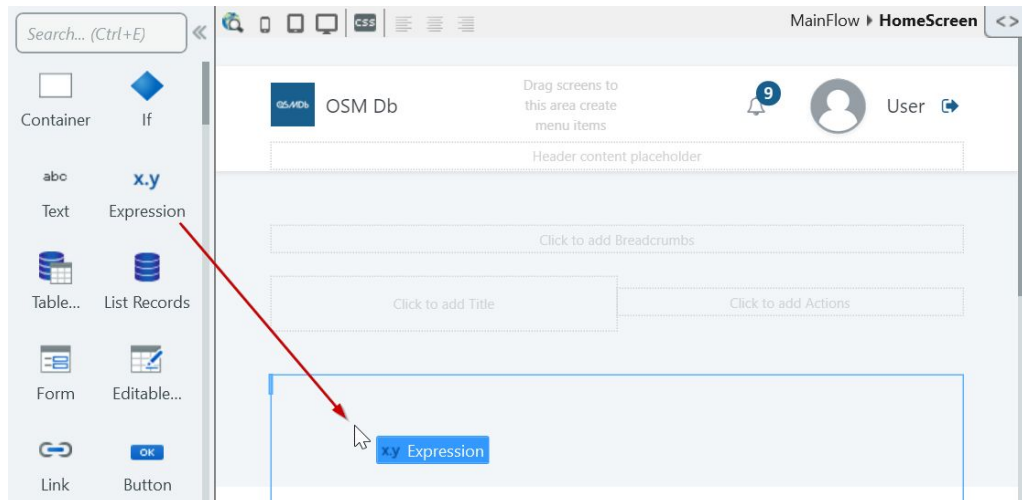 Search... (Ctrl+E)
css
MainFlow HomeScreen
<>
Container
If
abc
Text
x.y
Expression
Table...
List Records
Form
Editable...
Link
OK
Button
OSMDb
OSM Db
Drag screens to
this area create
menu items
9
User
Header content placeholder
Click to add Breadcrumbs
Click to add Title
Click to add Actions
x.y Expression